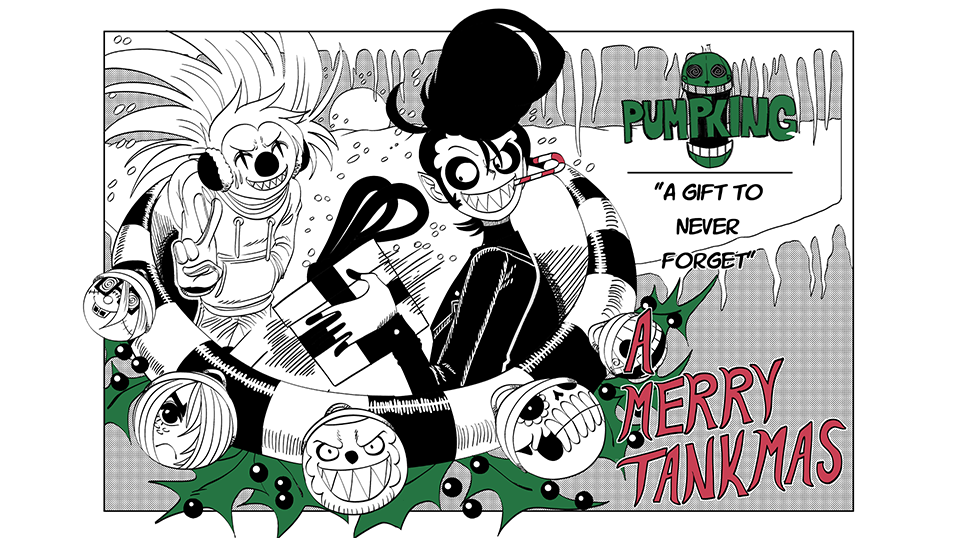 PUMPKING
"A GIFT TO
NEVER
FORGET"
A
MERRY
TANKMAS